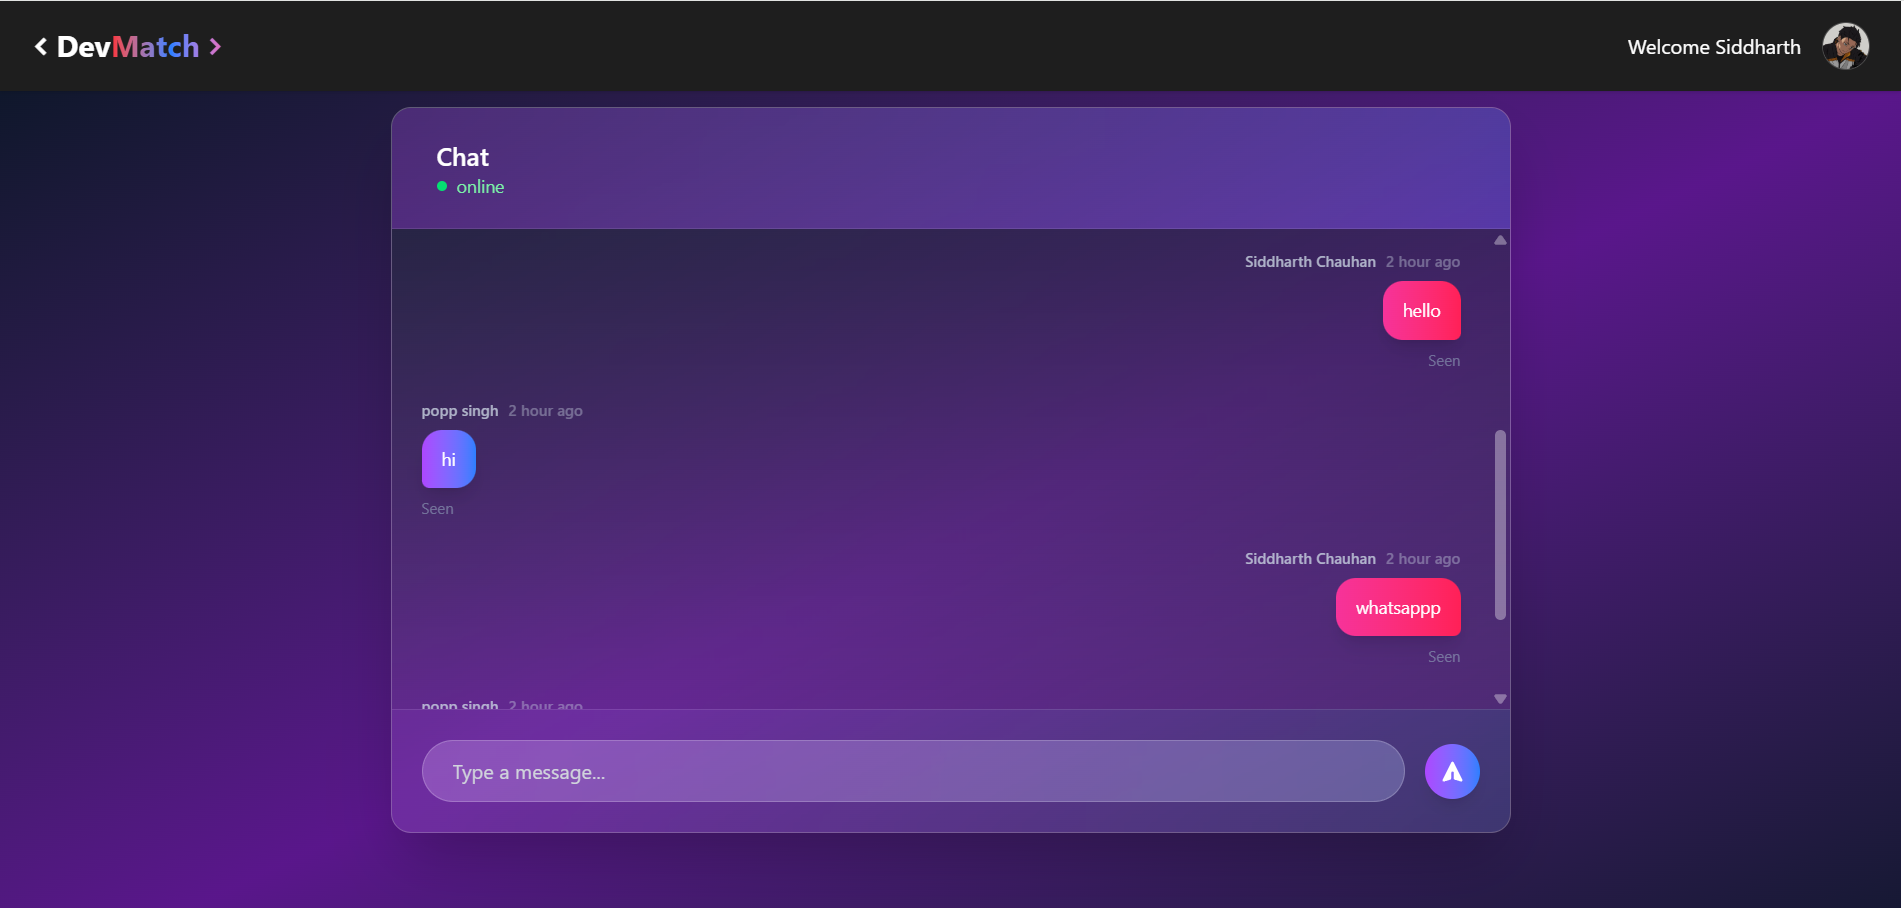 < DevMatch >
Welcome Siddharth
Chat
online
Siddharth Chauhan 2 hour ago
hello
Seen
popp singh 2 hour ago
hi
Seen
Siddharth Chauhan 2 hour ago
whatsappp
Seen
popp singh 2 hour ago
Type a message...